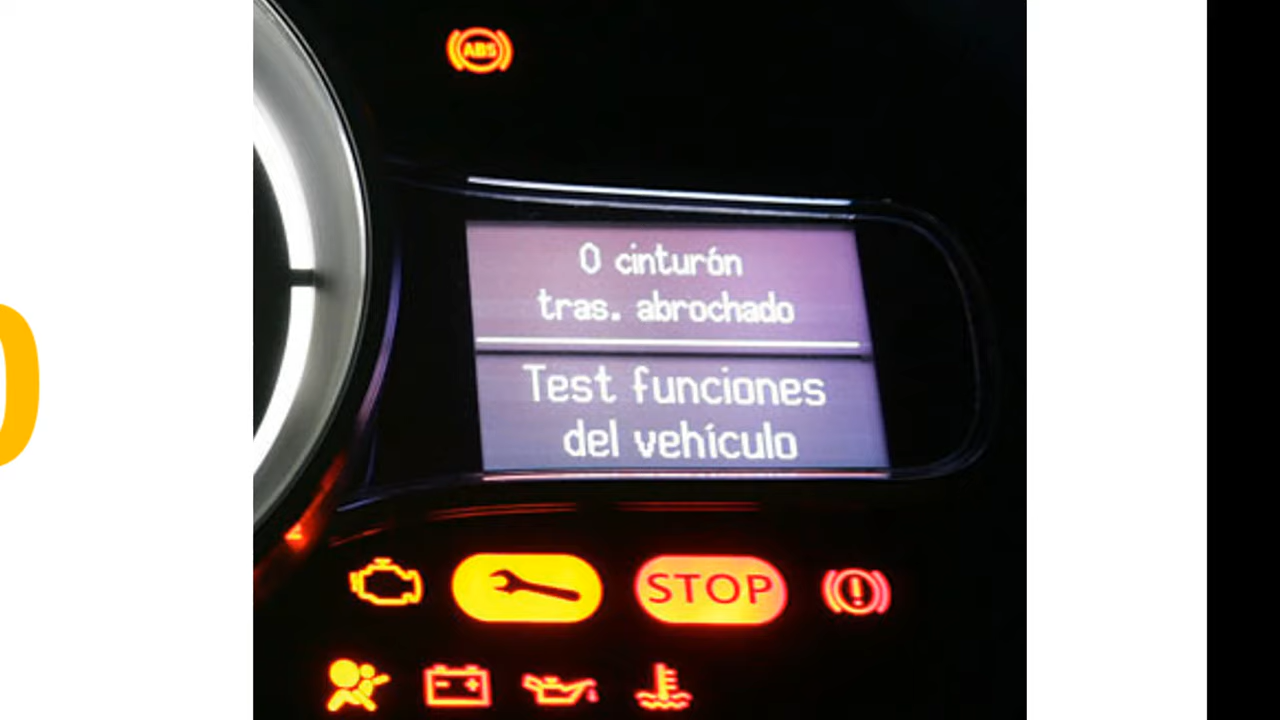 ABS
0 cinturón
tras. abrochado
Test funciones
del vehículo
STOP